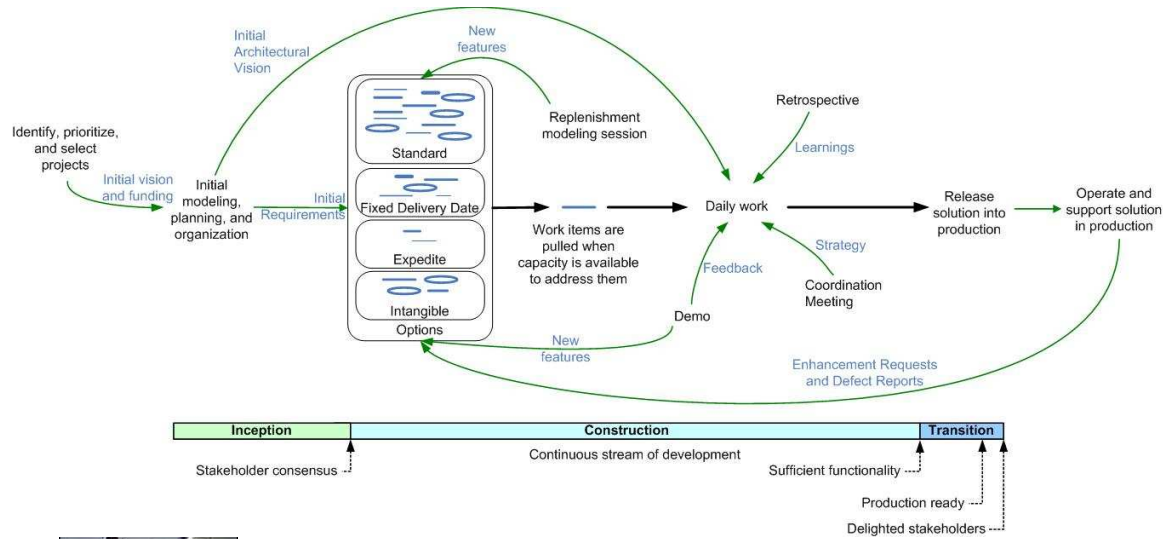 Initial
Architectural
Vision
New
features
Identify, prioritize,
and select
projects
Initial vision
and funding
Initial
modeling,
planning, and
organization
Initial
Requirements
Standard
Fixed Delivery Date
Expedite
Intangible
Options
Replenishment
modeling session
Work items are
pulled when
capacity is available
to address them
Retrospective
Learnings
Daily work
Strategy
Coordination
Meeting
Feedback
Demo
New
features
Release
solution into
production
Operate and
support solution
in production
Enhancement Requests
and Defect Reports
Inception
Construction
Transition
Stakeholder consensus
Continuous stream of development
Sufficient functionality
Production ready
Delighted stakeholders